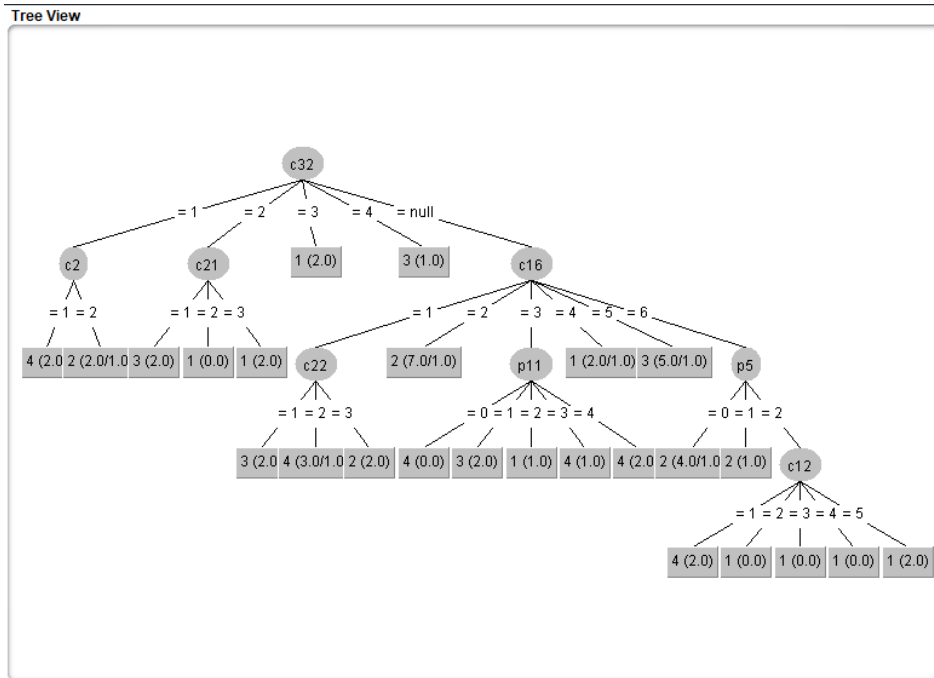 Tree View
c32
= 1 = 2 = 3 = 4 = null
c2 c21 1 (2.0) 3 (1.0) c16
= 1 = 2 = 1 = 2 = 3 = 1 = 2 = 3 = 4 = 5 = 6
4 (2.0 2 (2.0/1.0 3 (2.0) 1 (0.0) 1 (2.0) c22 2 (7.0/1.0) p11 1 (2.0/1.0) 3 (5.0/1.0) p5
= 1 = 2 = 3 = 0 = 1 = 2 = 3 = 4 = 0 = 1 = 2
3 (2.0 4 (3.0/1.0 2 (2.0) 4 (0.0) 3 (2.0) 1 (1.0) 4 (1.0) 4 (2.0 2 (4.0/1.0 2 (1.0) c12
= 1 = 2 = 3 = 4 = 5
4 (2.0) 1 (0.0) 1 (0.0) 1 (0.0) 1 (2.0)